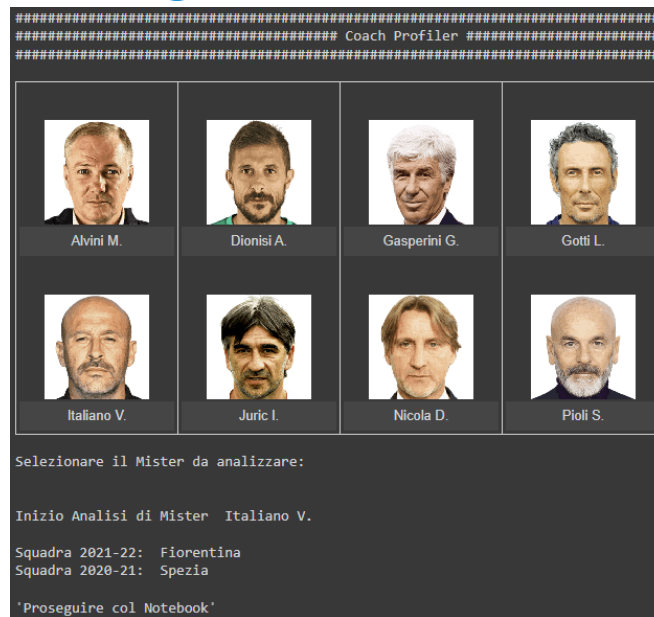 ################################################################################
######################################## Coach Profiler ########################
################################################################################
Alvini M.
Dionisi A.
Gasperini G.
Gotti L.
Italiano V.
Juric I.
Nicola D.
Pioli S.
Selezionare il Mister da analizzare:
Inizio Analisi di Mister  Italiano V.
Squadra 2021-22:  Fiorentina
Squadra 2020-21:  Spezia
'Proseguire col Notebook'